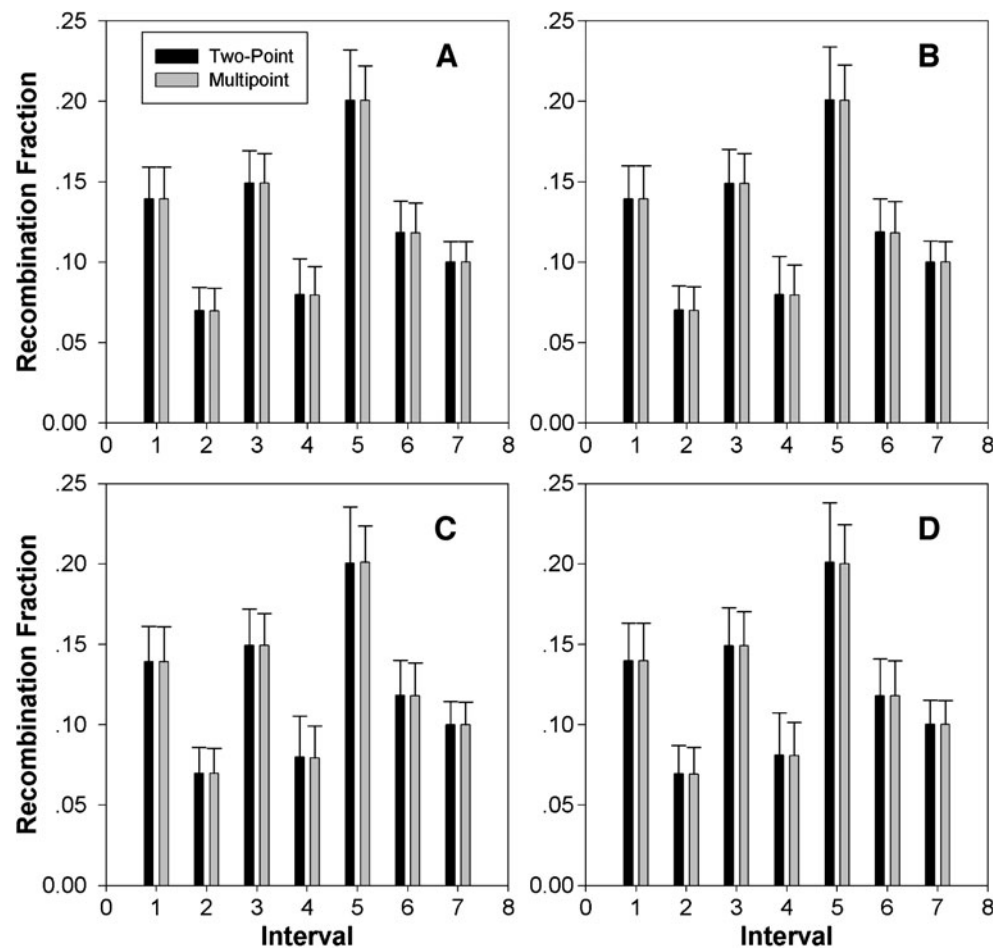 Recombination Fraction
.25
.20
.15
.10
.05
0.00
Two-Point
Multipoint
A
0 1 2 3 4 5 6 7 8
.25
.20
.15
.10
.05
0.00
B
0 1 2 3 4 5 6 7 8
Recombination Fraction
.25
.20
.15
.10
.05
0.00
C
0 1 2 3 4 5 6 7 8
Interval
.25
.20
.15
.10
.05
0.00
D
0 1 2 3 4 5 6 7 8
Interval